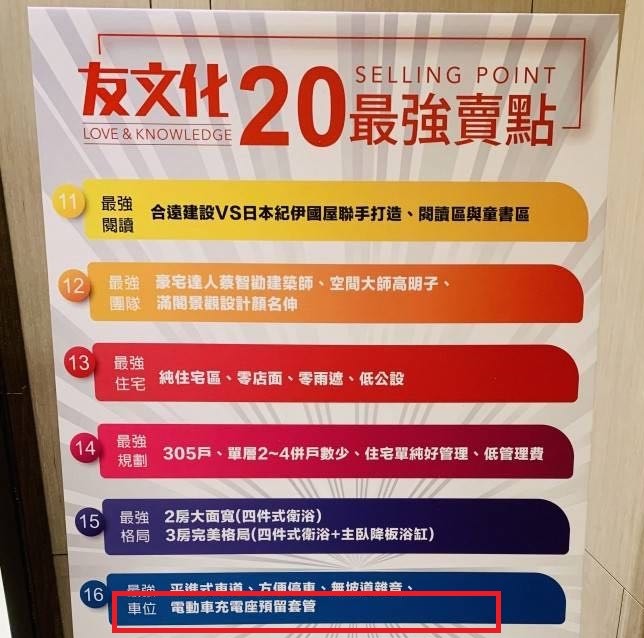 友文化
LOVE & KNOWLEDGE
20
SELLING POINT
最強賣點
11
最強
閱讀
合遠建設VS日本紀伊國屋聯手打造、閱讀區與童書區
12
最強
團隊
豪宅達人蔡智勸建築師、空間大師高明子、
滿閤景觀設計顏名伸
13
最強
住宅
純住宅區、零店面、零雨遮、低公設
14
最強
規劃
305戶、單層2~4併戶數少、住宅單純好管理、低管理費
15
最強
格局
2房大面寬(四件式衛浴)
3房完美格局(四件式衛浴+主臥降板浴缸)
16
最強
車位
平進式車道、方便停車、無坡道雜音、
電動車充電座預留套管